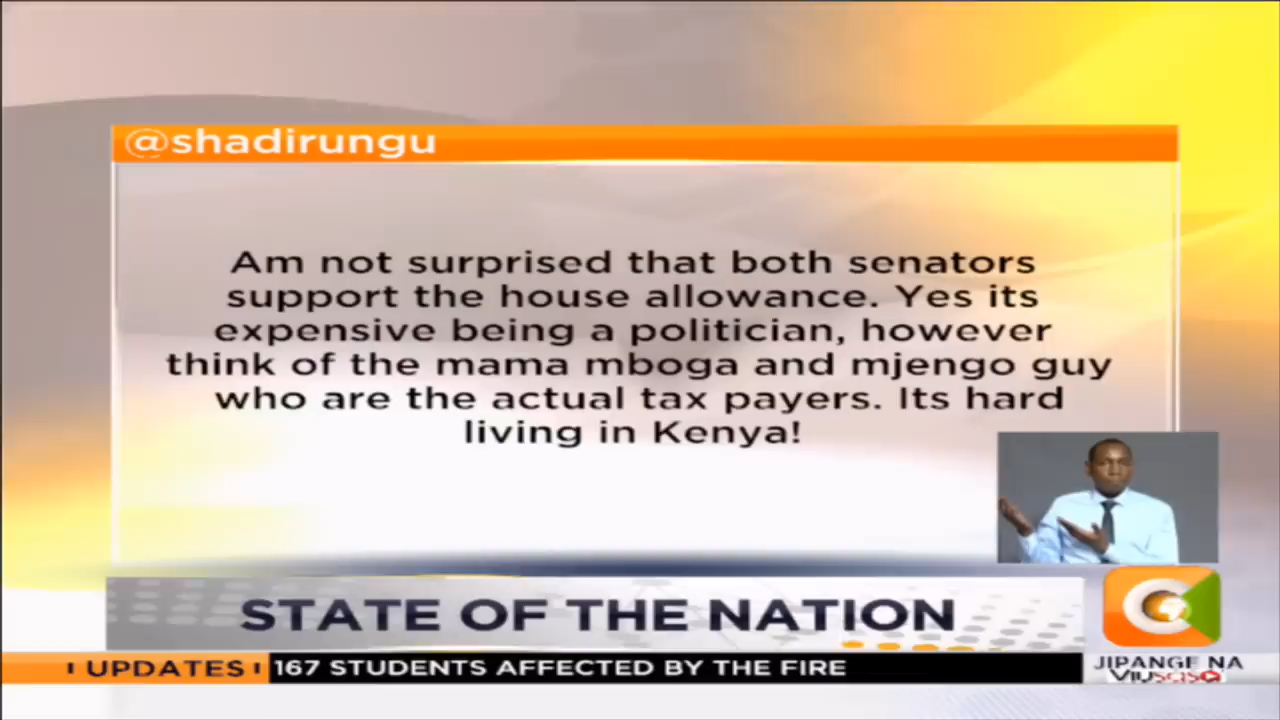 @shadirungu
Am not surprised that both senators
support the house allowance. Yes its
expensive being a politician, however
think of the mama mboga and mjengo guy
who are the actual tax payers. Its hard
living in Kenya!
STATE OF THE NATION
UPDATES
167 STUDENTS AFFECTED BY THE FIRE
JIPANGE NA
VIUSASA